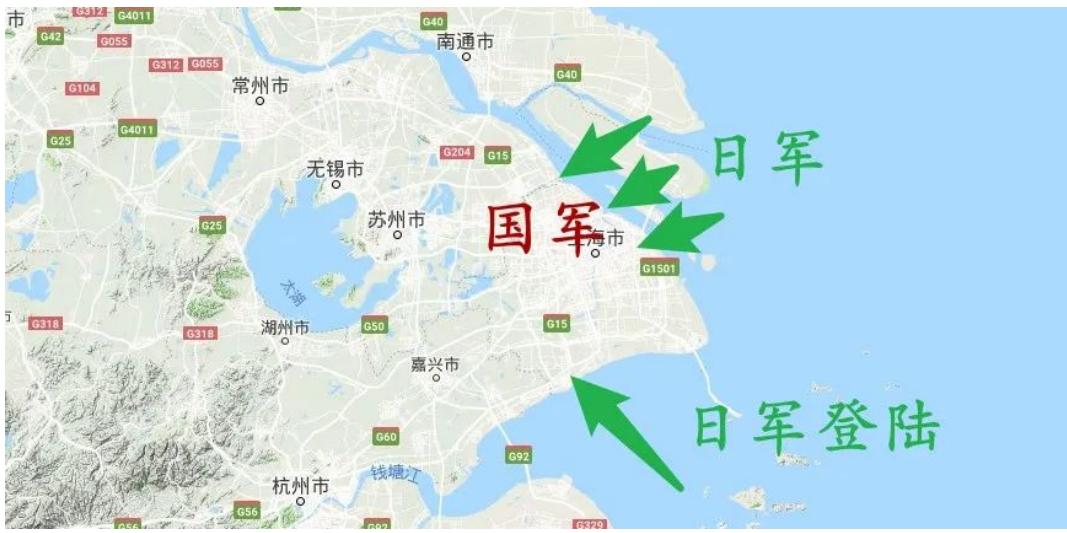 市
G312
G4011
G40
G42
G055
南通市
G312
G055
G40
常州市
G104
G4011
G25
G204
G15
日军
无锡市
苏州市
国军
G25
海市
G1501
太湖
G318
G318
湖州市
G50
G15
嘉兴市
日军登陆
G60
G92
钱塘江
杭州市
G56
G56
G92
G329